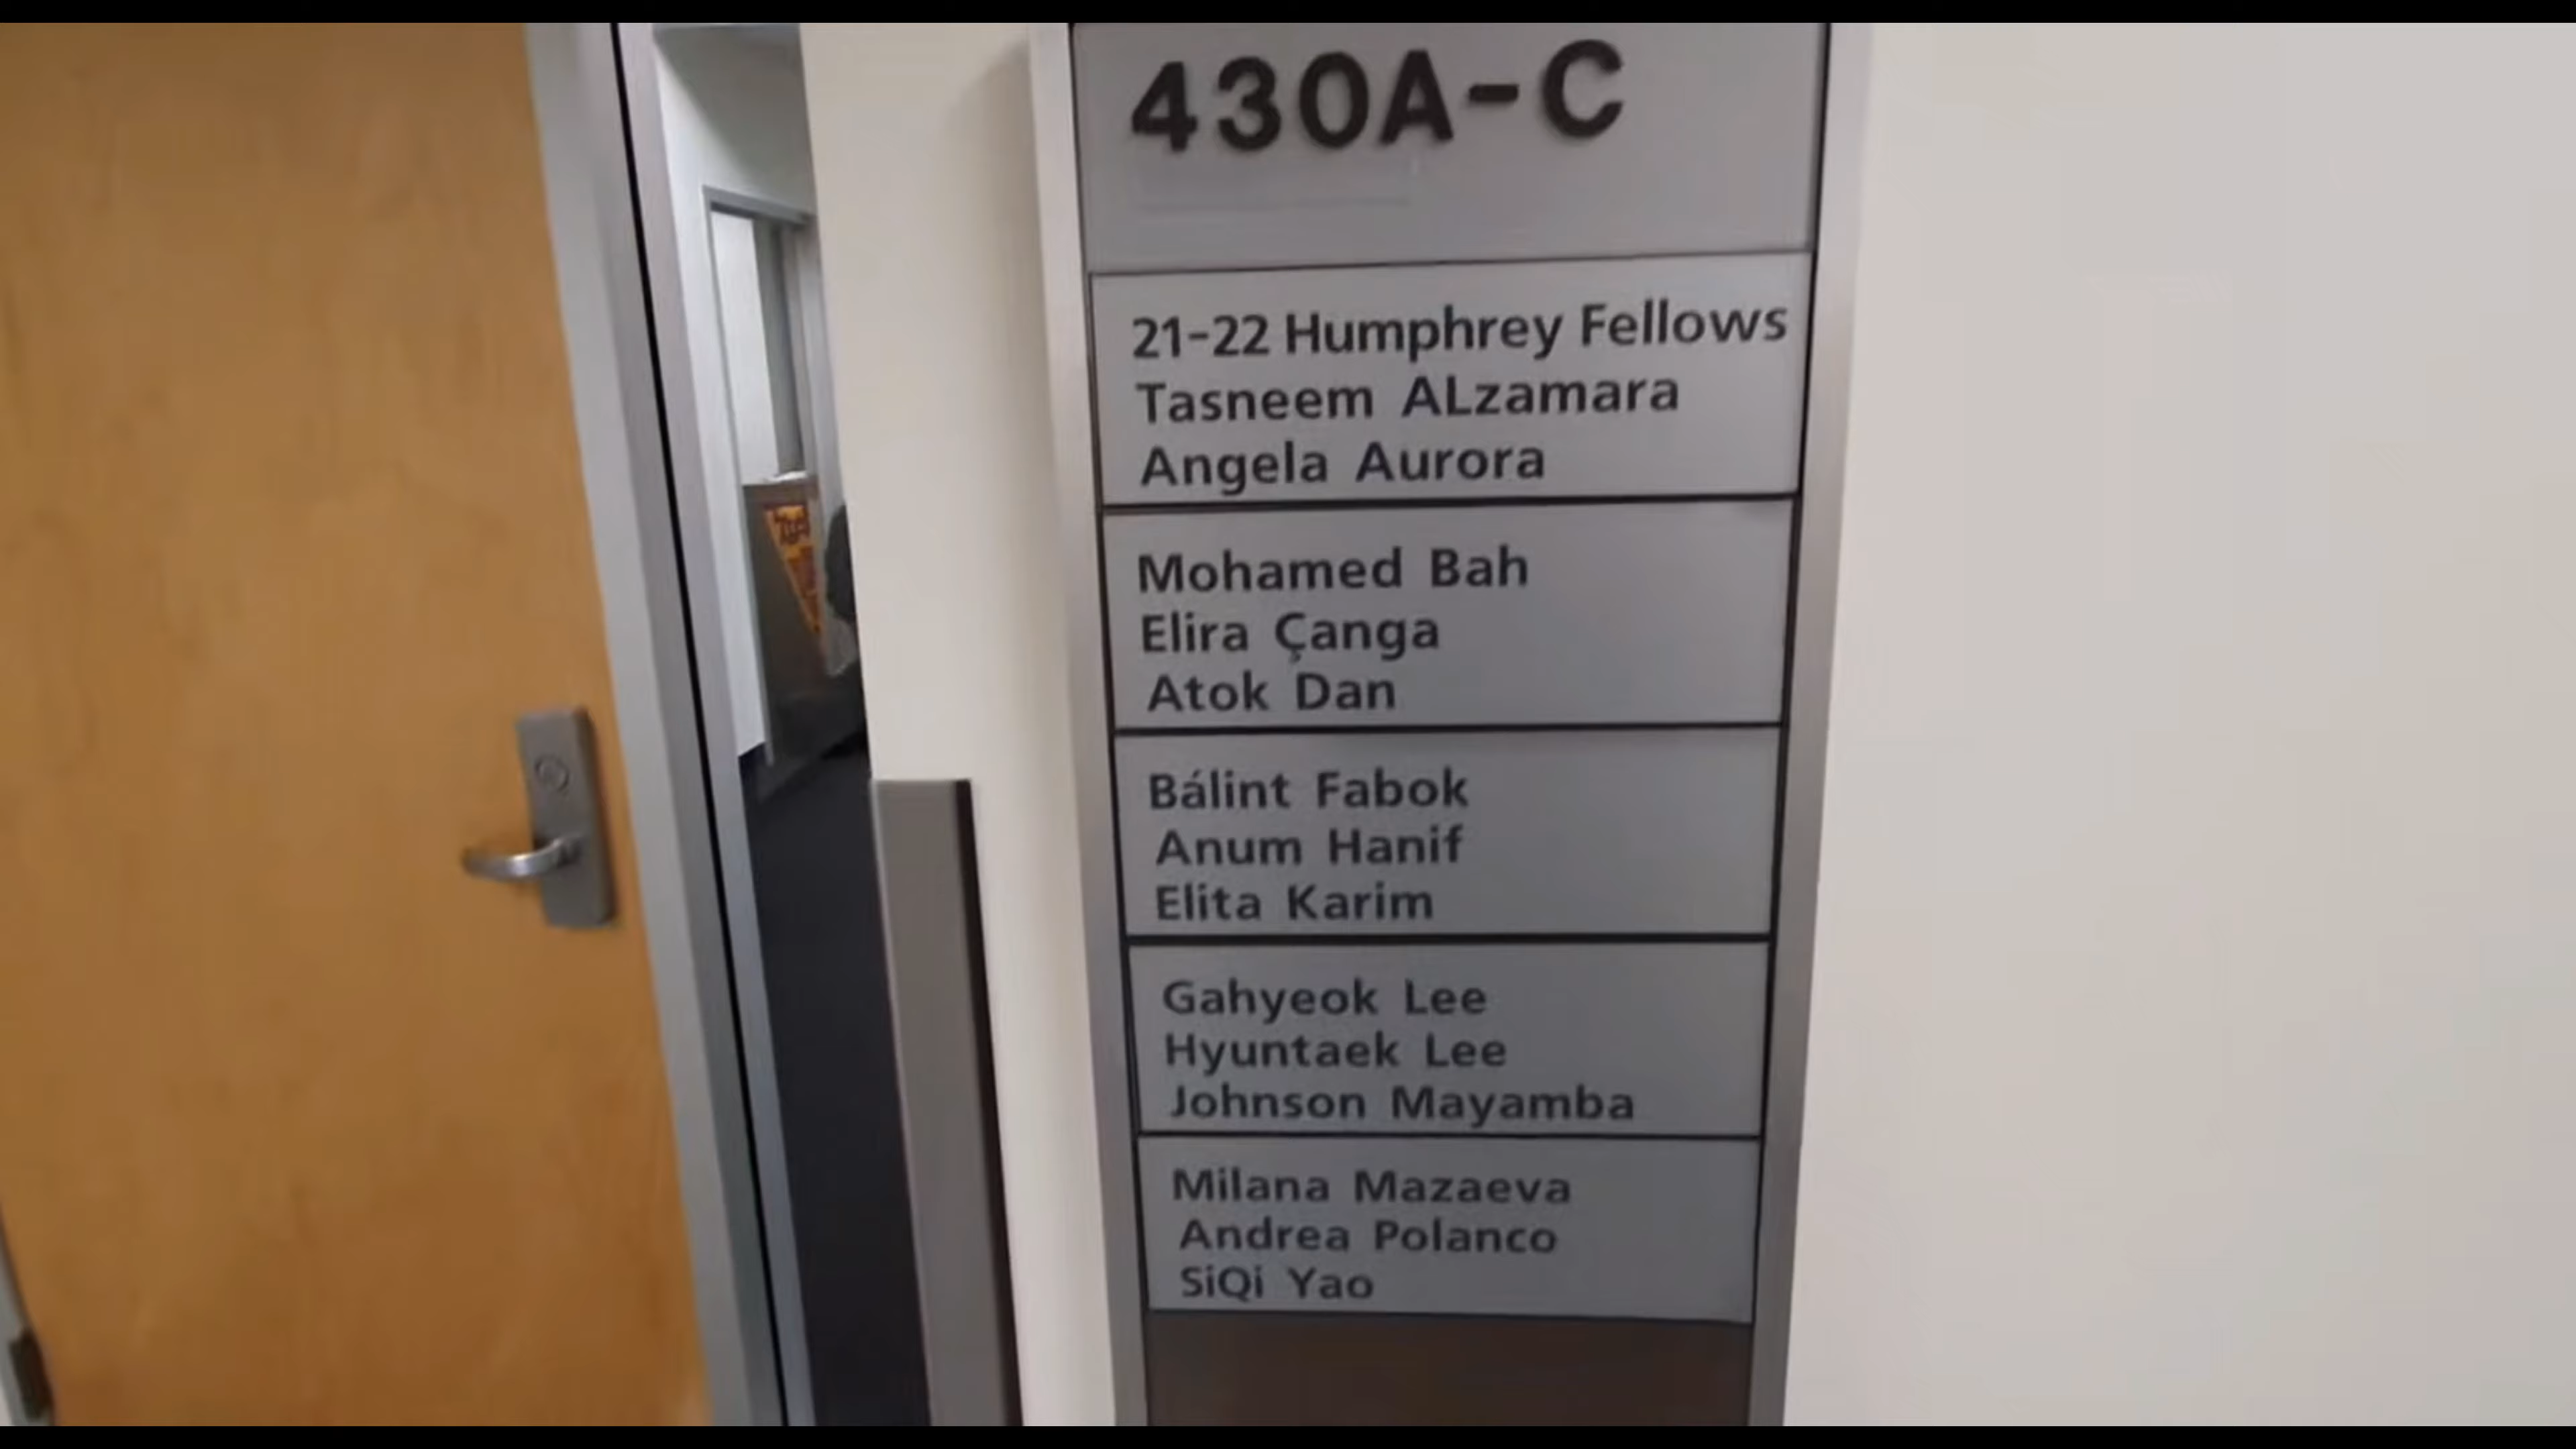 430A-C
21-22 Humphrey Fellows
Tasneem ALzamara
Angela Aurora
Mohamed Bah
Elira Çanga
Atok Dan
Bálint Fabok
Anum Hanif
Elita Karim
Gahyeok Lee
Hyuntaek Lee
Johnson Mayamba
Milana Mazaeva
Andrea Polanco
SiQi Yao